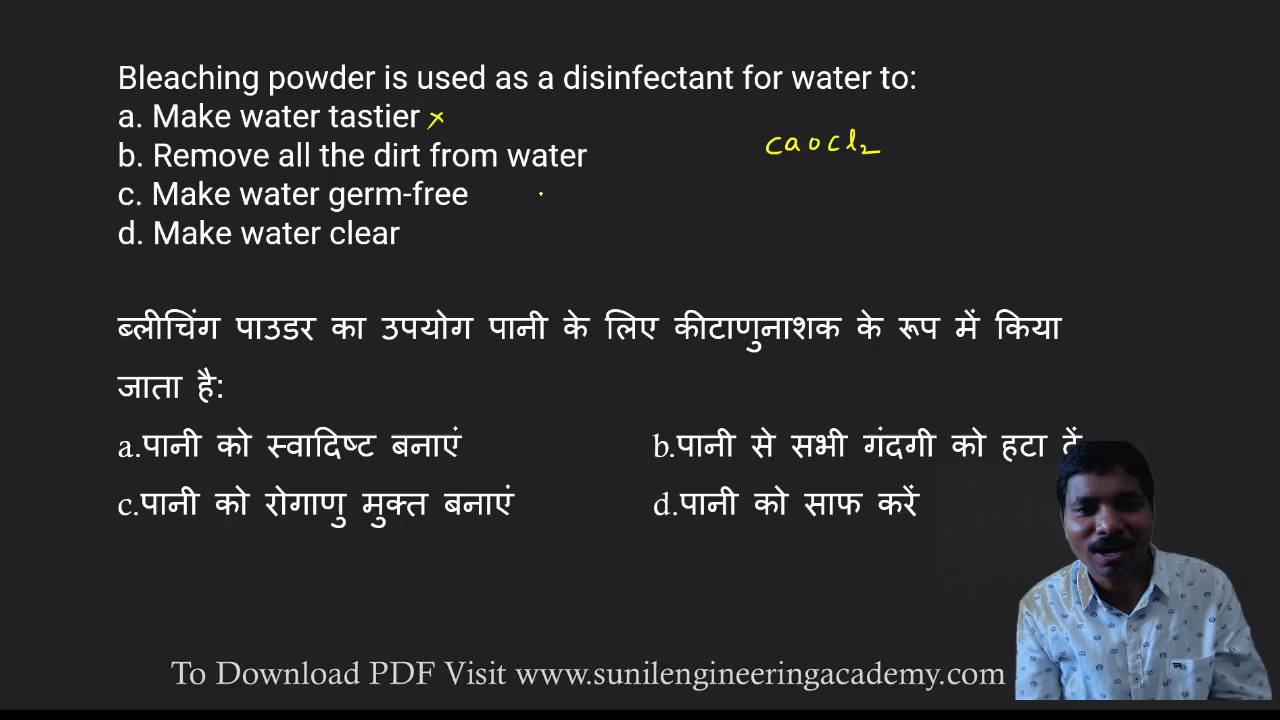 Bleaching powder is used as a disinfectant for water to:
a. Make water tastier ×
b. Remove all the dirt from water
caocl₂
c. Make water germ-free
d. Make water clear
ब्लीचिंग पाउडर का उपयोग पानी के लिए कीटाणुनाशक के रूप में किया
जाता है:
a.पानी को स्वादिष्ट बनाएं
b.पानी से सभी गंदगी को हटा दें
c.पानी को रोगाणु मुक्त बनाएं
d.पानी को साफ करें
To Download PDF Visit www.sunilengineeringacademy.com